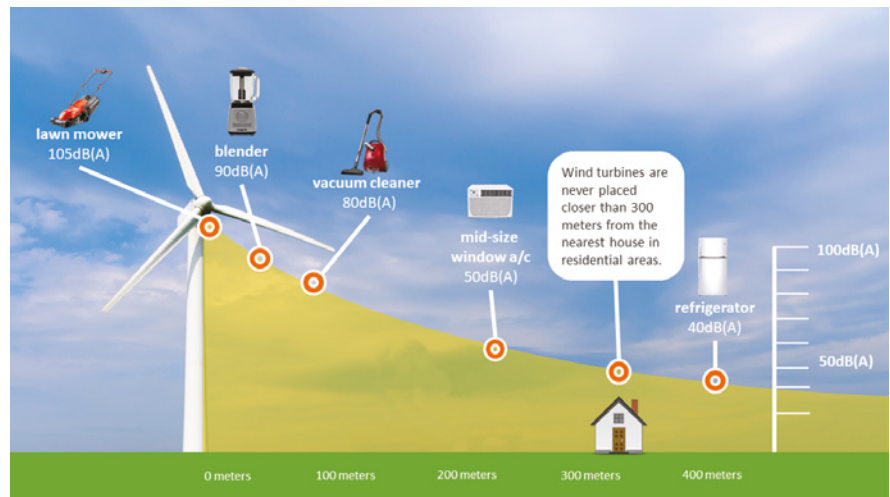 lawn mower
105dB(A)
blender
90dB(A)
vacuum cleaner
80dB(A)
mid-size
window a/c
50dB(A)
Wind turbines are
never placed
closer than 300
meters from the
nearest house in
residential areas.
refrigerator
40dB(A)
100dB(A)
50dB(A)
0 meters
100 meters
200 meters
300 meters
400 meters